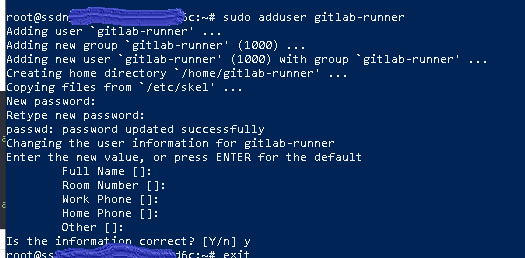 root@ssdn 6c:~# sudo adduser gitlab-runner
Adding user `gitlab-runner' ...
Adding new group `gitlab-runner' (1000) ...
Adding new user `gitlab-runner' (1000) with group `gitlab-runner' ...
Creating home directory `/home/gitlab-runner' ...
Copying files from `/etc/skel' ...
New password:
Retype new password:
passwd: password updated successfully
Changing the user information for gitlab-runner
Enter the new value, or press ENTER for the default
Full Name []:
Room Number []:
Work Phone []:
Home Phone []:
Other []:
Is the information correct? [Y/n] y
root@ss d6c:~# exit